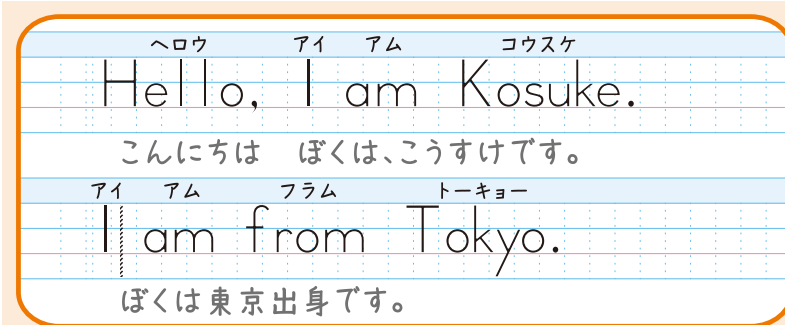 ヘロウ アイ アム コウスケ
Hello, I am Kosuke.
こんにちは ぼくは、こうすけです。
アイ アム フラム トーキョー
I am from Tokyo.
ぼくは東京出身です。